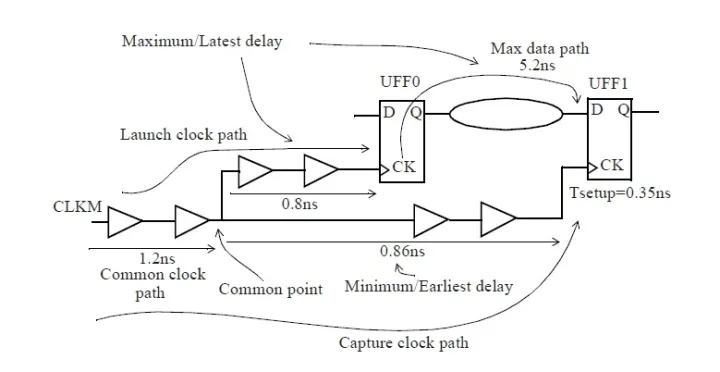 Maximum/Latest delay
Max data path
5.2ns
UFF0
UFF1
D Q
D Q
Launch clock path
CK
CK
0.8ns
Tsetup=0.35ns
CLKM
1.2ns
0.86ns
Common clock
path
Common point
Minimum/Earliest delay
Capture clock path